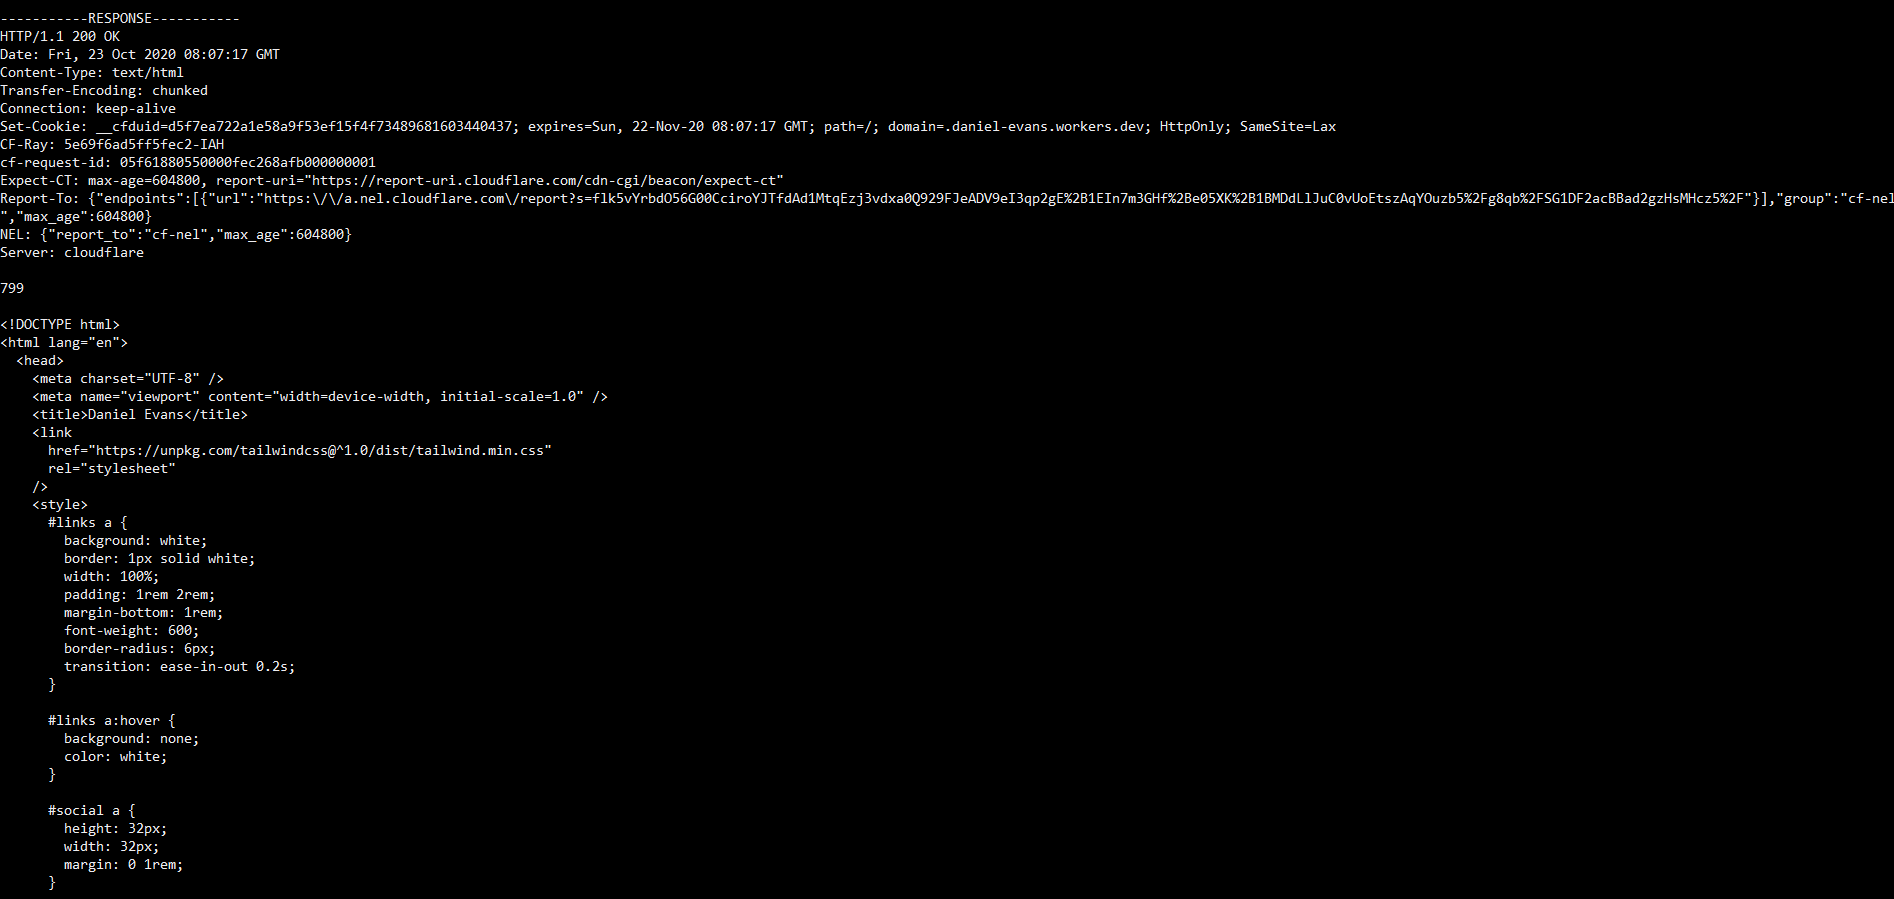 -----------RESPONSE-----------
HTTP/1.1 200 OK
Date: Fri, 23 Oct 2020 08:07:17 GMT
Content-Type: text/html
Transfer-Encoding: chunked
Connection: keep-alive
Set-Cookie: __cfduid=d5f7ea722a1e58a9f53ef15f4f73489681603440437; expires=Sun, 22-Nov-20 08:07:17 GMT; path=/; domain=.daniel-evans.workers.dev; HttpOnly; SameSite=Lax
CF-Ray: 5e69f6ad5ff5fec2-IAH
cf-request-id: 05f61880550000fec268afb000000001
Expect-CT: max-age=604800, report-uri="https://report-uri.cloudflare.com/cdn-cgi/beacon/expect-ct"
Report-To: {"endpoints":[{"url":"https:\/\/a.nel.cloudflare.com\/report?s=flk5vYrbdO56G00CciroYJTfdAd1MtqEzj3vdxa0Q929FJeADV9eI3qp2gE%2B1EIn7m3GHf%2Be05XK%2B1BMDdLlJuC0vUoEtszAqYOuzb5%2Fg8qb%2FSG1DF2acBBad2gzHsMHcz5%2F"}],"group":"cf-nel
","max_age":604800}
NEL: {"report_to":"cf-nel","max_age":604800}
Server: cloudflare
799
<!DOCTYPE html>
<html lang="en">
  <head>
    <meta charset="UTF-8" />
    <meta name="viewport" content="width=device-width, initial-scale=1.0" />
    <title>Daniel Evans</title>
    <link
      href="https://unpkg.com/tailwindcss@^1.0/dist/tailwind.min.css"
      rel="stylesheet"
    />
    <style>
      #links a {
        background: white;
        border: 1px solid white;
        width: 100%;
        padding: 1rem 2rem;
        margin-bottom: 1rem;
        font-weight: 600;
        border-radius: 6px;
        transition: ease-in-out 0.2s;
      }
      #links a:hover {
        background: none;
        color: white;
      }
      #social a {
        height: 32px;
        width: 32px;
        margin: 0 1rem;
      }